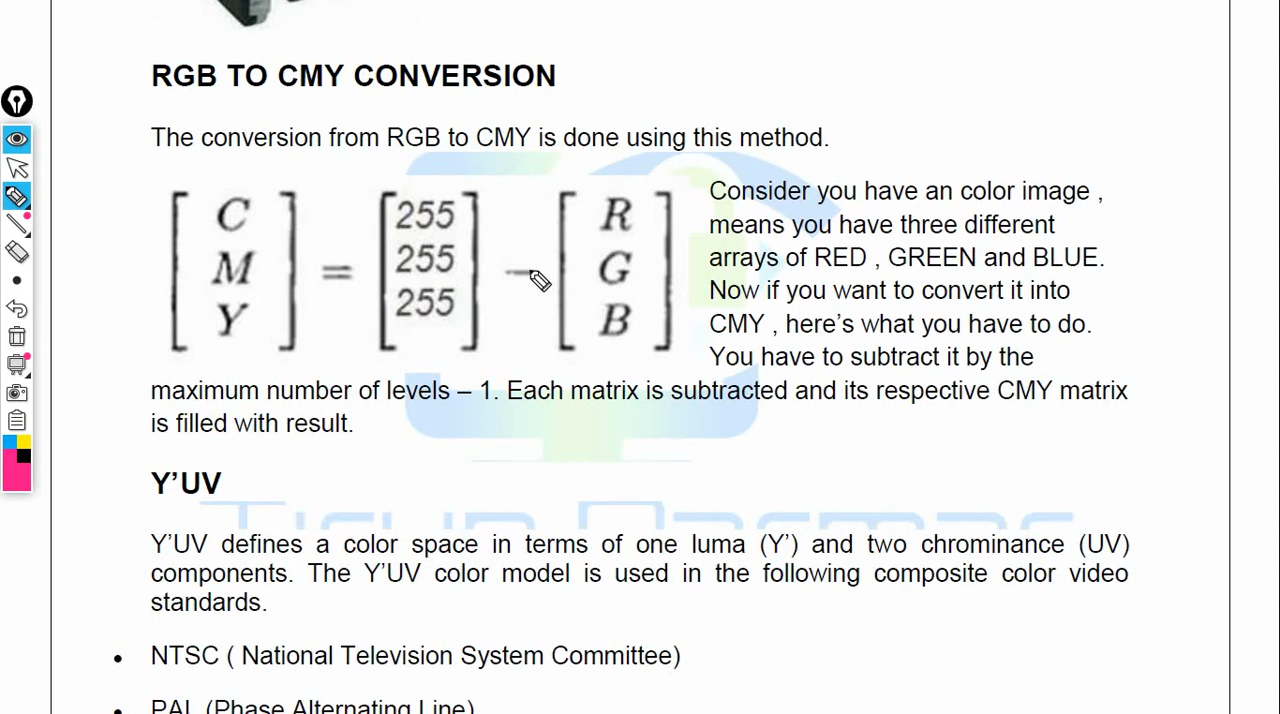 RGB TO CMY CONVERSION
The conversion from RGB to CMY is done using this method.
C
M
Y
=
255
255
255
–
R
G
B
Consider you have an color image ,
means you have three different
arrays of RED , GREEN and BLUE.
Now if you want to convert it into
CMY , here’s what you have to do.
You have to subtract it by the
maximum number of levels – 1. Each matrix is subtracted and its respective CMY matrix
is filled with result.
Y’UV
Y’UV defines a color space in terms of one luma (Y’) and two chrominance (UV)
components. The Y’UV color model is used in the following composite color video
standards.
• NTSC ( National Television System Committee)
• PAL (Phase Alternating Line)